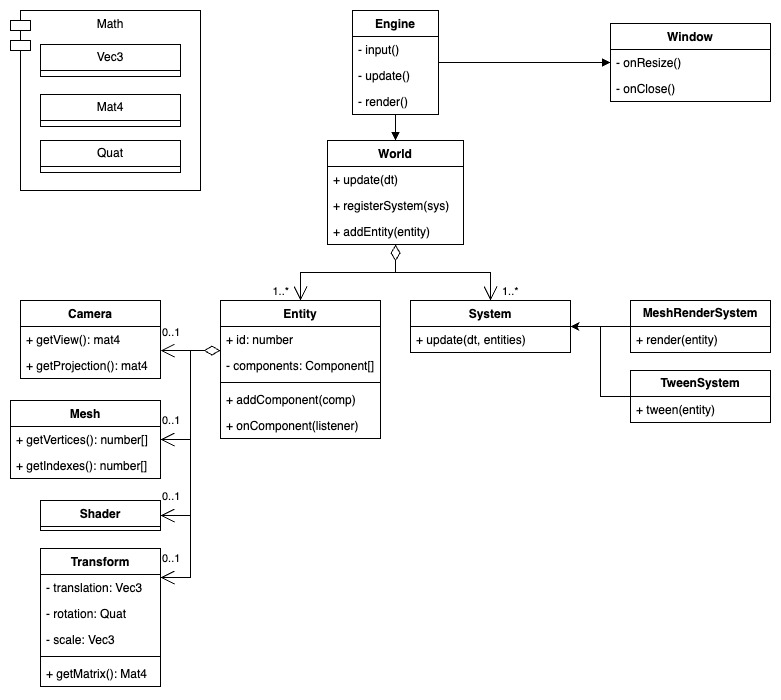 Math
Vec3
Mat4
Quat
Engine
- input()
- update()
- render()
Window
- onResize()
- onClose()
World
+ update(dt)
+ registerSystem(sys)
+ addEntity(entity)
1..*
1..*
Camera
+ getView(): mat4
+ getProjection(): mat4
0..1
Entity
+ id: number
- components: Component[]
+ addComponent(comp)
+ onComponent(listener)
System
+ update(dt, entities)
MeshRenderSystem
+ render(entity)
TweenSystem
+ tween(entity)
Mesh
+ getVertices(): number[]
+ getIndexes(): number[]
0..1
Shader
0..1
Transform
- translation: Vec3
- rotation: Quat
- scale: Vec3
+ getMatrix(): Mat4
0..1